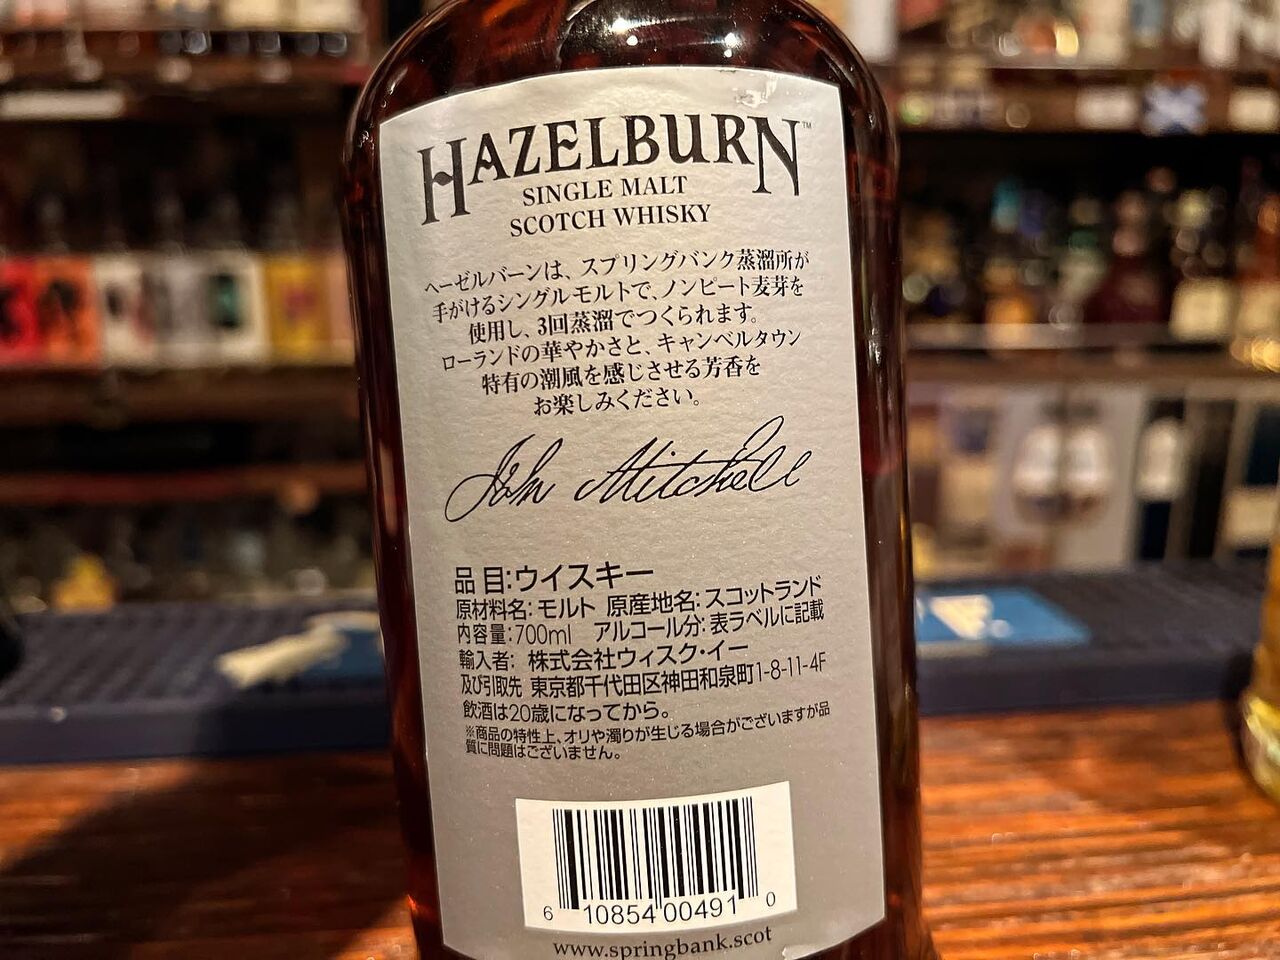 HAZELBURN™
SINGLE MALT
SCOTCH WHISKY
ヘーゼルバーンは、スプリングバンク蒸溜所が
手がけるシングルモルトで、ノンピート麦芽を
使用し、3回蒸溜でつくられます。
ローランドの華やかさと、キャンベルタウン
特有の潮風を感じさせる芳香を
お楽しみください。
John Mitchell
品目:ウイスキー
原材料名:モルト 原産地名:スコットランド
内容量:700ml アルコール分:表ラベルに記載
輸入者: 株式会社ウィスク・イー
及び引取先 東京都千代田区神田和泉町1-8-11-4F
飲酒は20歳になってから。
※商品の特性上、オリや濁りが生じる場合がございますが品
質に問題はございません。
6 10854 00491 0
www.springbank.scot